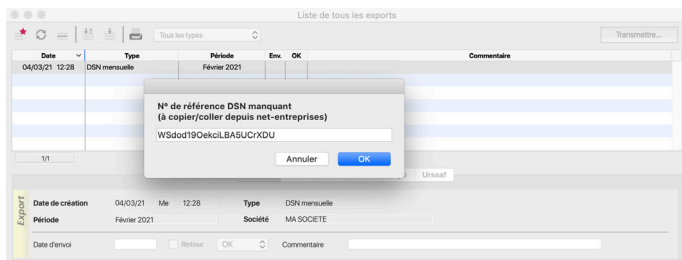 Liste de tous les exports
Tous les types
Transmettre...
Date Type Période Env. OK Commentaire
04/03/21 12:28 DSN mensuelle Février 2021
N° de référence DSN manquant
(à copier/coller depuis net-entreprises)
WSdod19OekciLBA5UCrXDU
Annuler OK
1/1
Urssaf
Export
Date de création 04/03/21 Me 12:28 Type DSN mensuelle
Période Février 2021 Société MA SOCIETE
Date d'envoi Retour OK Commentaire